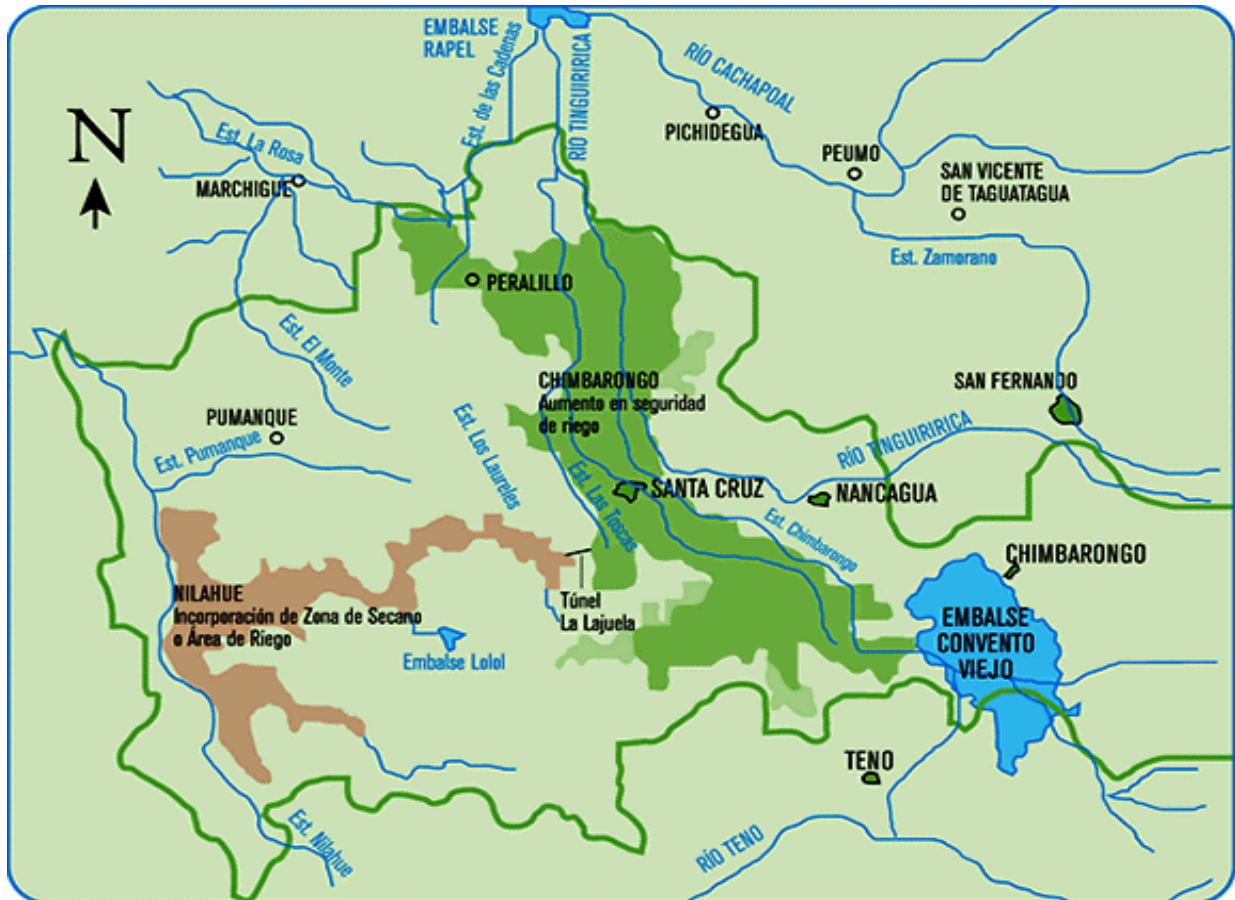 EMBALSE
RAPEL
Est. de las Cadenas
RÍO TINGUIRIRICA
RÍO CACHAPOAL
N
Est. La Rosa
PICHIDEGUA
PEUMO
MARCHIGUE
SAN VICENTE
DE TAGUATAGUA
Est. Zamorano
PERALILLO
Est. El Monte
CHIMBARONGO
Aumento en seguridad
de riego
SAN FERNANDO
PUMANQUE
Est. Pumanque
Est. Los Laureles
RÍO TINGUIRIRICA
Est. Las Toscas
SANTA CRUZ
NANCAGUA
Est. Chimbarongo
CHIMBARONGO
NILAHUE
Incorporación de Zona de Secano
o Área de Riego
Túnel
La Lajuela
EMBALSE
CONVENTO
VIEJO
Embalse Lolol
TENO
Est. Nilahue
RÍO TENO